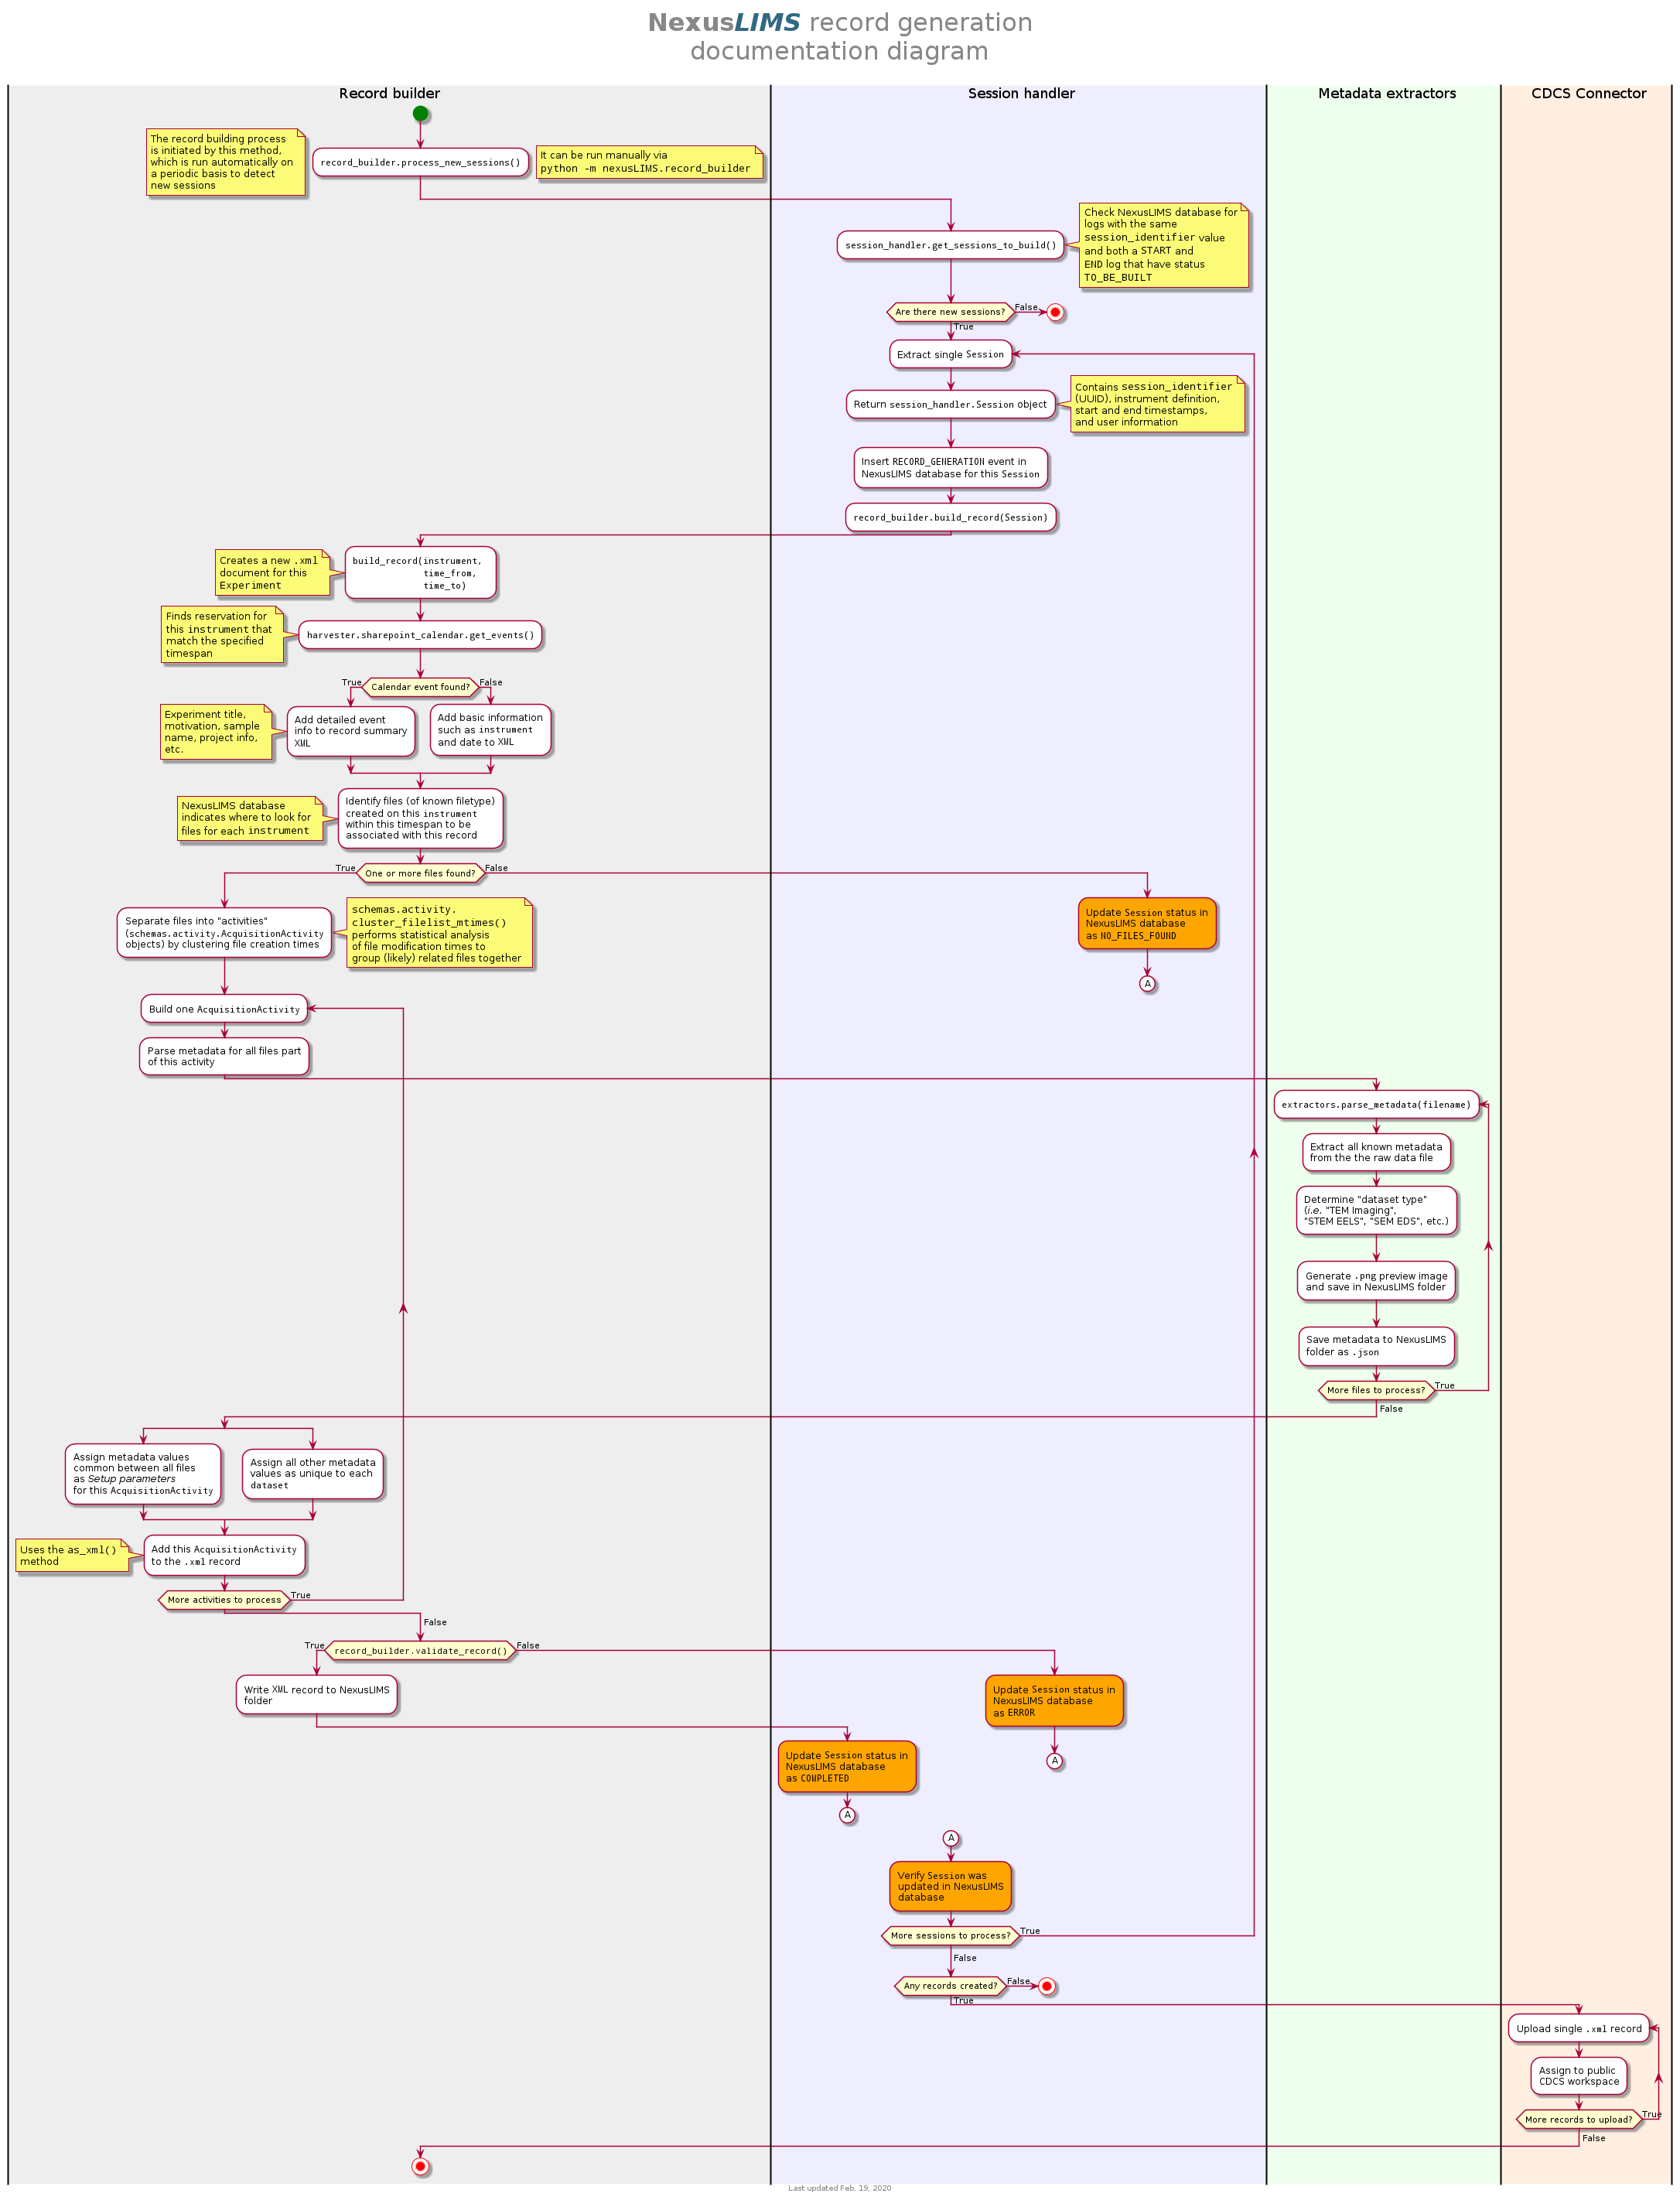 NexusLIMS record generation
documentation diagram
Record builder
Session handler
Metadata extractors
CDCS Connector
The record building process
is initiated by this method,
which is run automatically on
a periodic basis to detect
new sessions
record_builder.process_new_sessions()
It can be run manually via
python -m nexusLIMS.record_builder
session_handler.get_sessions_to_build()
Check NexusLIMS database for
logs with the same
session_identifier value
and both a START and
END log that have status
TO_BE_BUILT
Are there new sessions?
False
True
Extract single Session
Return session_handler.Session object
Contains session_identifier
(UUID), instrument definition,
start and end timestamps,
and user information
Insert RECORD_GENERATION event in
NexusLIMS database for this Session
record_builder.build_record(Session)
Creates a new .xml
document for this
Experiment
build_record(instrument,
time_from,
time_to)
Finds reservation for
this instrument that
match the specified
timespan
harvester.sharepoint_calendar.get_events()
True
Calendar event found?
False
Experiment title,
motivation, sample
name, project info,
etc.
Add detailed event
info to record summary
XML
Add basic information
such as instrument
and date to XML
NexusLIMS database
indicates where to look for
files for each instrument
Identify files (of known filetype)
created on this instrument
within this timespan to be
associated with this record
True
One or more files found?
False
Separate files into "activities"
(schemas.activity.AcquisitionActivity
objects) by clustering file creation times
schemas.activity.
cluster_filelist_mtimes()
performs statistical analysis
of file modification times to
group (likely) related files together
Update Session status in
NexusLIMS database
as NO_FILES_FOUND
A
Build one AcquisitionActivity
Parse metadata for all files part
of this activity
extractors.parse_metadata(filename)
Extract all known metadata
from the the raw data file
Determine "dataset type"
(i.e. "TEM Imaging",
"STEM EELS", "SEM EDS", etc.)
Generate .png preview image
and save in NexusLIMS folder
Save metadata to NexusLIMS
folder as .json
More files to process?
True
False
Assign metadata values
common between all files
as Setup parameters
for this AcquisitionActivity
Assign all other metadata
values as unique to each
dataset
Uses the as_xml()
method
Add this AcquisitionActivity
to the .xml record
More activities to process
True
False
True
record_builder.validate_record()
False
Write XML record to NexusLIMS
folder
Update Session status in
NexusLIMS database
as ERROR
A
Update Session status in
NexusLIMS database
as COMPLETED
A
A
Verify Session was
updated in NexusLIMS
database
More sessions to process?
True
False
Any records created?
False
True
Upload single .xml record
Assign to public
CDCS workspace
More records to upload?
True
False
Last updated Feb. 19, 2020